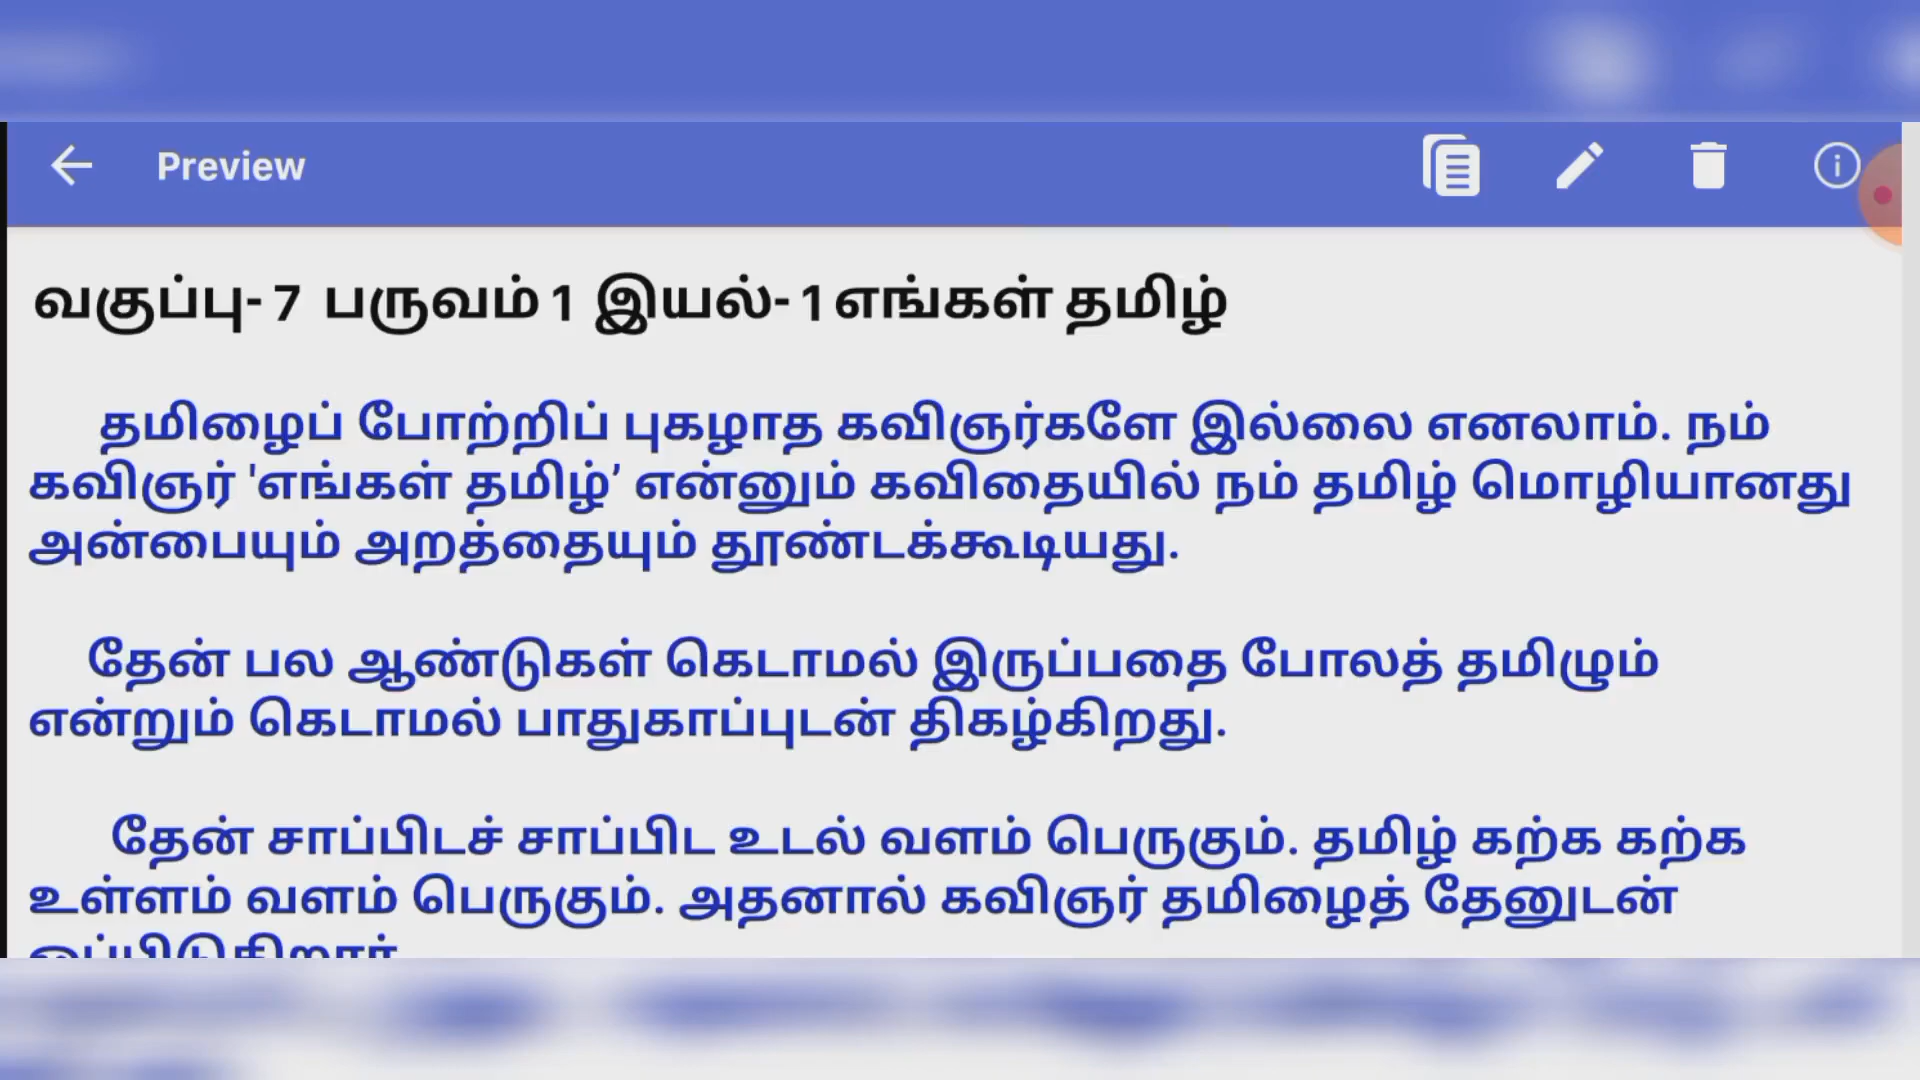 Preview
வகுப்பு- 7 பருவம் 1 இயல்- 1 எங்கள் தமிழ்
தமிழைப் போற்றிப் புகழாத கவிஞர்களே இல்லை எனலாம். நம்
கவிஞர் 'எங்கள் தமிழ்’ என்னும் கவிதையில் நம் தமிழ் மொழியானது
அன்பையும் அறத்தையும் தூண்டக்கூடியது.
தேன் பல ஆண்டுகள் கெடாமல் இருப்பதை போலத் தமிழும்
என்றும் கெடாமல் பாதுகாப்புடன் திகழ்கிறது.
தேன் சாப்பிடச் சாப்பிட உடல் வளம் பெருகும். தமிழ் கற்க கற்க
உள்ளம் வளம் பெருகும். அதனால் கவிஞர் தமிழைத் தேனுடன்
ஒப்பிடுகிறார்